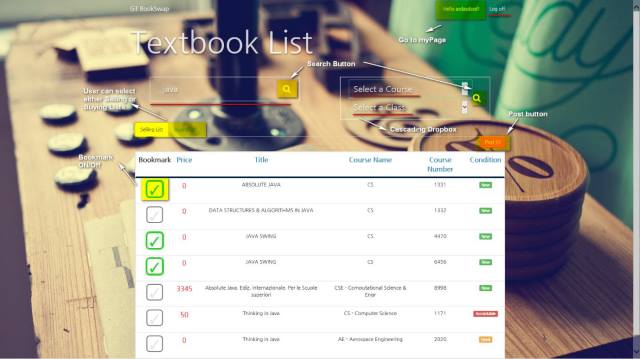 GT BookSwap
Hello
Log off
Go to myPage
Textbook List
Search Button
java
Select a Course
Select a Class
User can select
either Selling or
Buying Lists
Selling List
Cascading Dropbox
Post button
Post It!
Bookmark
On/Off
Bookmark Price Title Course Name Course Number Condition
0 ABSOLUTE JAVA CS 1331 New
0 DATA STRUCTURES & ALGORITHMS IN JAVA CS 1332 New
0 JAVA SWING CS 4470 New
0 JAVA SWING CS 6456 New
3345 Absolute Java. Ediz. Internazionale. Per le Scuole superiori CSE - Computational Science & Engr 8998 New
50 Thinking in Java CS - Computer Science 1171 Acceptable
0 Thinking in Java AE - Aerospace Engineering 2020